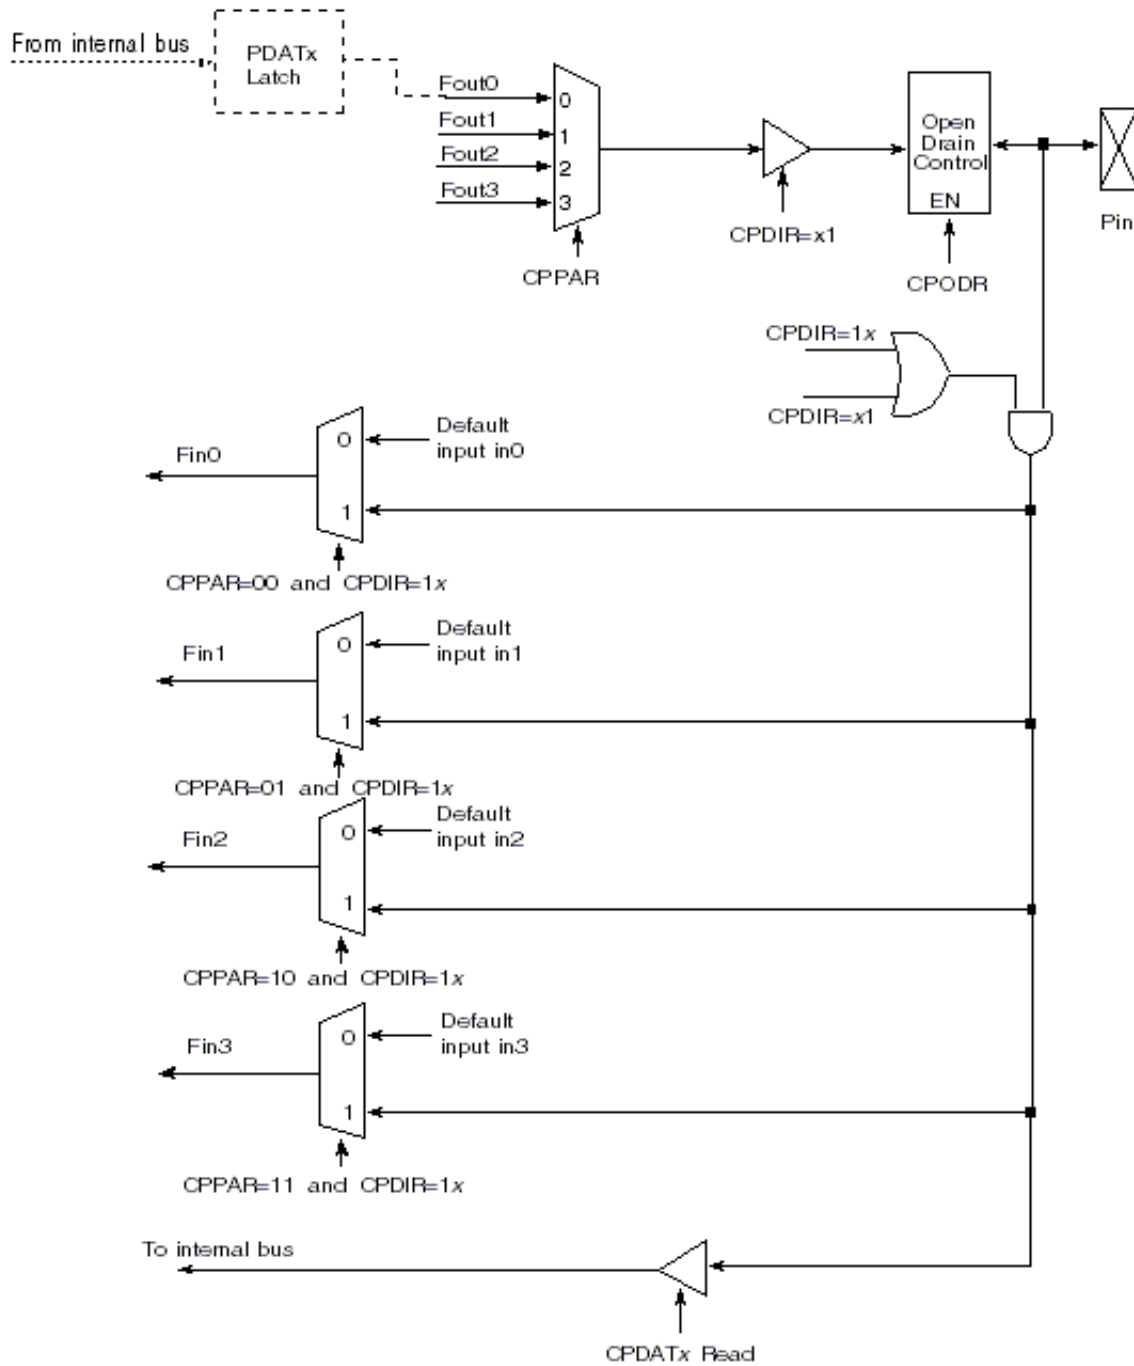 From internal bus
PDATx
Latch
Fout0
Fout1
Fout2
Fout3
0
1
2
3
CPPAR
CPDIR=x1
Open
Drain
Control
EN
CPODR
Pin
CPDIR=1x
CPDIR=x1
Fin0
0
1
Default
input in0
CPPAR=00 and CPDIR=1x
Fin1
0
1
Default
input in1
CPPAR=01 and CPDIR=1x
Fin2
0
1
Default
input in2
CPPAR=10 and CPDIR=1x
Fin3
0
1
Default
input in3
CPPAR=11 and CPDIR=1x
To internal bus
CPDATx Read